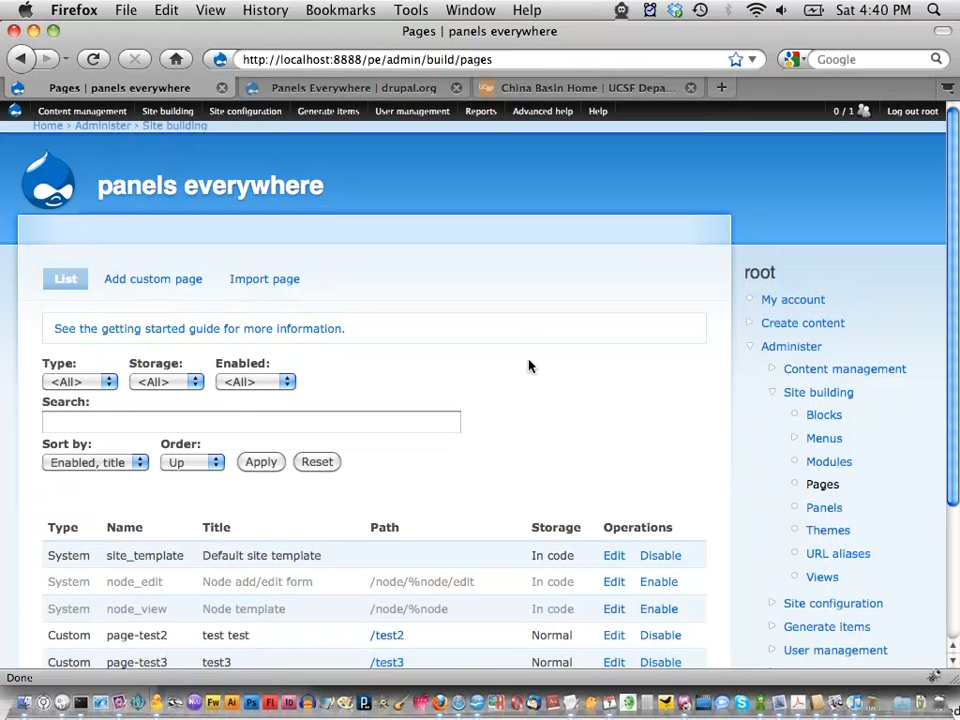 Firefox File Edit View History Bookmarks Tools Window Help Sat 4:40 PM
Pages | panels everywhere
http://localhost:8888/pe/admin/build/pages Google
Pages | panels everywhere Panels Everywhere | drupal.org China Basin Home | UCSF Depa...
Content management Site building Site configuration Generate items User management Reports Advanced help Help 0 / 1 Log out root
Home › Administer › Site building
panels everywhere
List Add custom page Import page
See the getting started guide for more information.
Type: Storage: Enabled:
<All> <All> <All>
Search:
Sort by: Order:
Enabled, title Up Apply Reset
Type Name Title Path Storage Operations
System site_template Default site template In code Edit Disable
System node_edit Node add/edit form /node/%node/edit In code Edit Enable
System node_view Node template /node/%node In code Edit Enable
Custom page-test2 test test /test2 Normal Edit Disable
Custom page-test3 test3 /test3 Normal Edit Disable
root
My account
Create content
Administer
Content management
Site building
Blocks
Menus
Modules
Pages
Panels
Themes
URL aliases
Views
Site configuration
Generate items
User management
Done